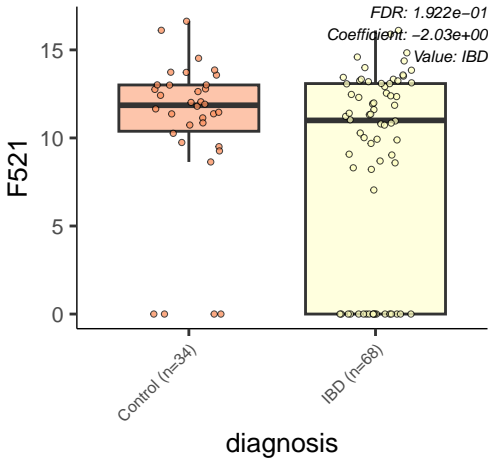 FDR: 1.922e−01
Coefficient: −2.03e+00
Value: IBD
15
10
5
0
F521
Control (n=34)
IBD (n=68)
diagnosis